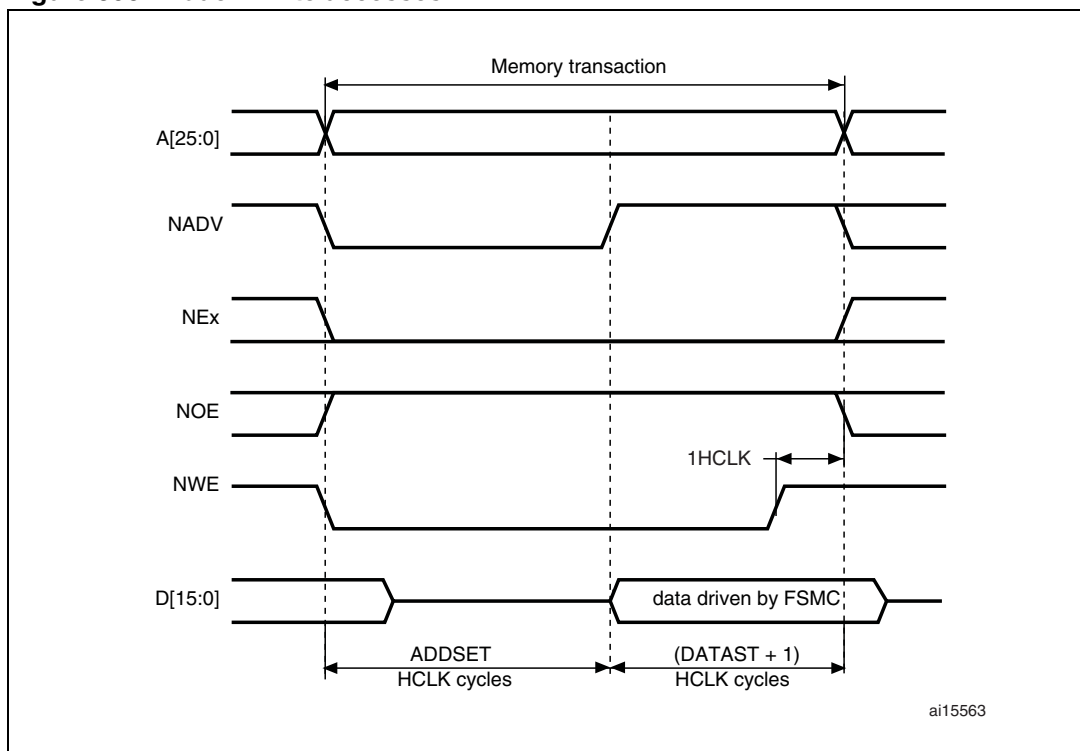 Memory transaction
A[25:0]
NADV
NEx
NOE
1HCLK
NWE
D[15:0]
data driven by FSMC
ADDSET
HCLK cycles
(DATAST + 1)
HCLK cycles
ai15563